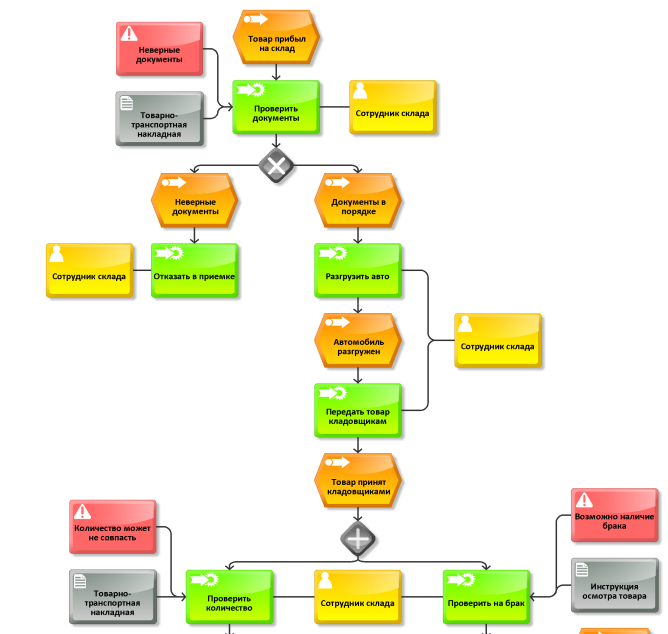 Товар прибыл
на склад
Неверные
документы
Товарно-
транспортная
накладная
Проверить
документы
Сотрудник склада
Неверные
документы
Документы в
порядке
Сотрудник склада
Отказать в приемке
Разгрузить авто
Автомобиль
разгружен
Сотрудник склада
Передать товар
кладовщикам
Товар принят
кладовщиками
Количество может
не совпасть
Возможно наличие
брака
Товарно-
транспортная
накладная
Проверить
количество
Сотрудник склада
Проверить на брак
Инструкция
осмотра товара